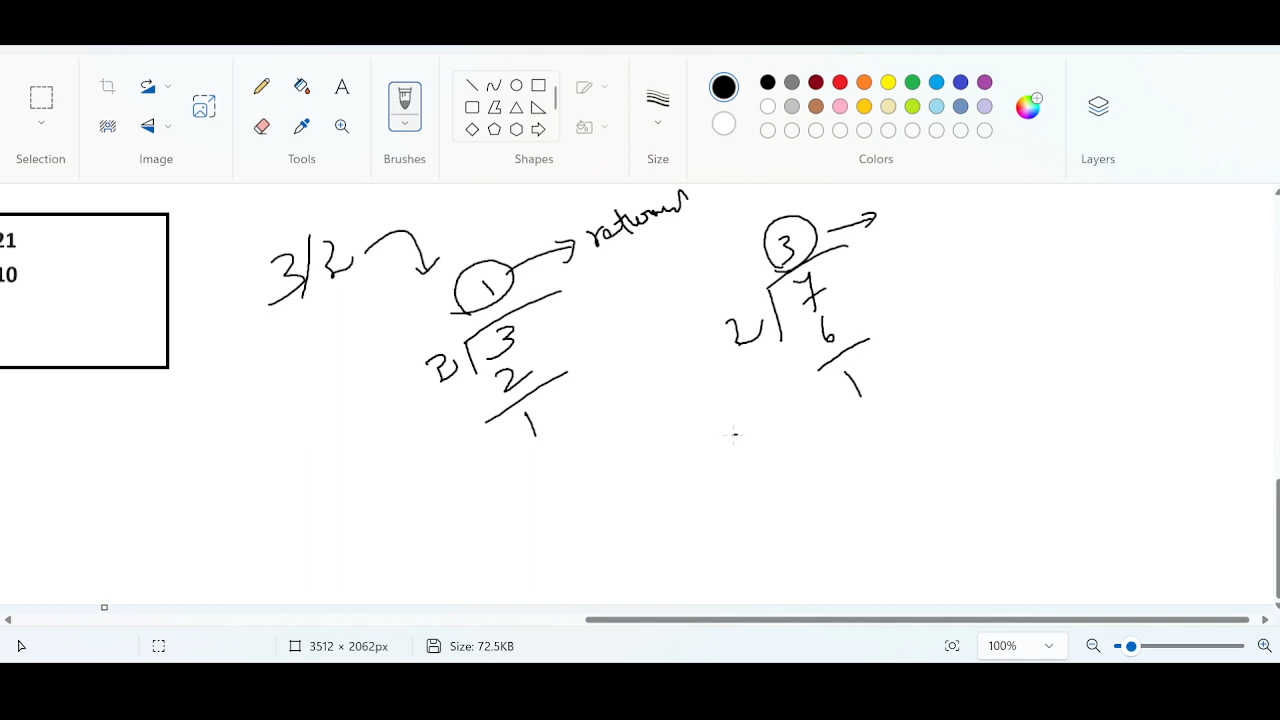 Selection
Image
Tools
Brushes
Shapes
Size
Colors
Layers
21
10
3/2
1
2 3
2
1
3
2 7
6
1
3512 × 2062px
Size: 72.5KB
100%